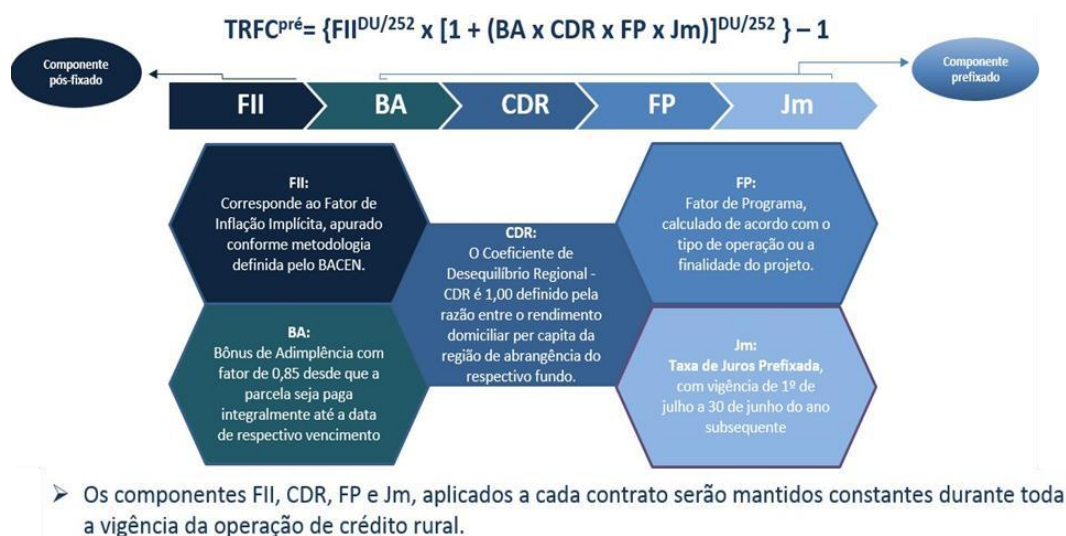 TRFCpré= {FIIDU/252 x [1 + (BA x CDR x FP x Jm)]DU/252 } – 1
Componente
pós-fixado
Componente
prefixado
FII
BA
CDR
FP
Jm
FII:
Corresponde ao Fator de
Inflação Implícita, apurado
conforme metodologia
definida pelo BACEN.
BA:
Bônus de Adimplência com
fator de 0,85 desde que a
parcela seja paga
integralmente até a data
de respectivo vencimento
CDR:
O Coeficiente de
Desequilíbrio Regional -
CDR é 1,00 definido pela
razão entre o rendimento
domiciliar per capita da
região de abrangência do
respectivo fundo.
FP:
Fator de Programa,
calculado de acordo com o
tipo de operação ou a
finalidade do projeto.
Jm:
Taxa de Juros Prefixada,
com vigência de 1º de
julho a 30 de junho do ano
subsequente
➢ Os componentes FII, CDR, FP e Jm, aplicados a cada contrato serão mantidos constantes durante toda
a vigência da operação de crédito rural.